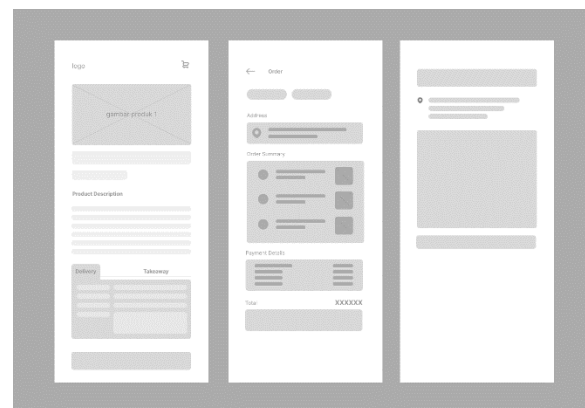 logo
gambar produk 1
Product Description
Delivery Takeaway
Order
Address
Order Summary
Payment Details
Total XXXXXX